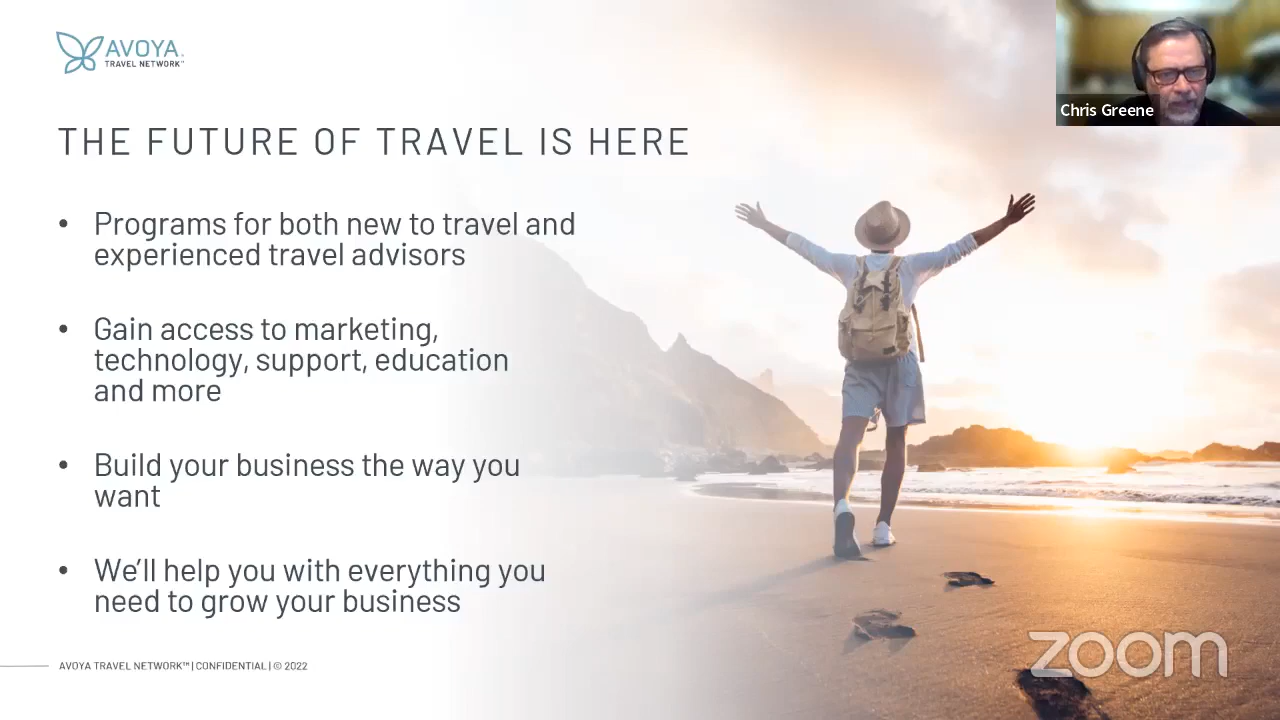 AVOYA
TRAVEL NETWORK™
Chris Greene
THE FUTURE OF TRAVEL IS HERE
• Programs for both new to travel and
experienced travel advisors
• Gain access to marketing,
technology, support, education
and more
• Build your business the way you
want
• We’ll help you with everything you
need to grow your business
AVOYA TRAVEL NETWORK™ | CONFIDENTIAL | © 2022
zoom